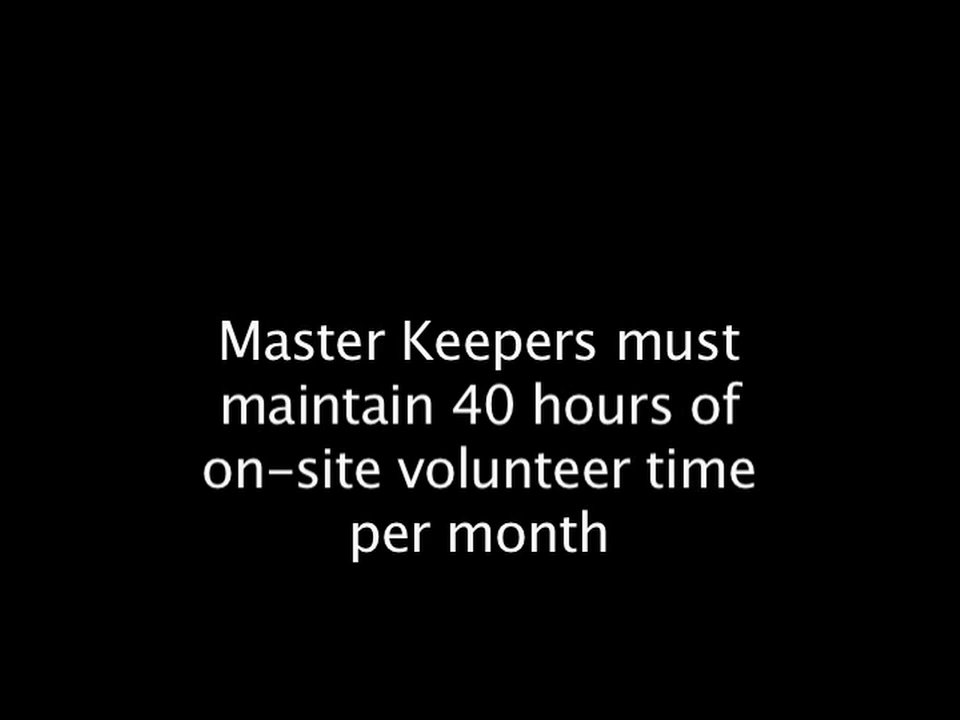 Master Keepers must
maintain 40 hours of
on-site volunteer time
per month